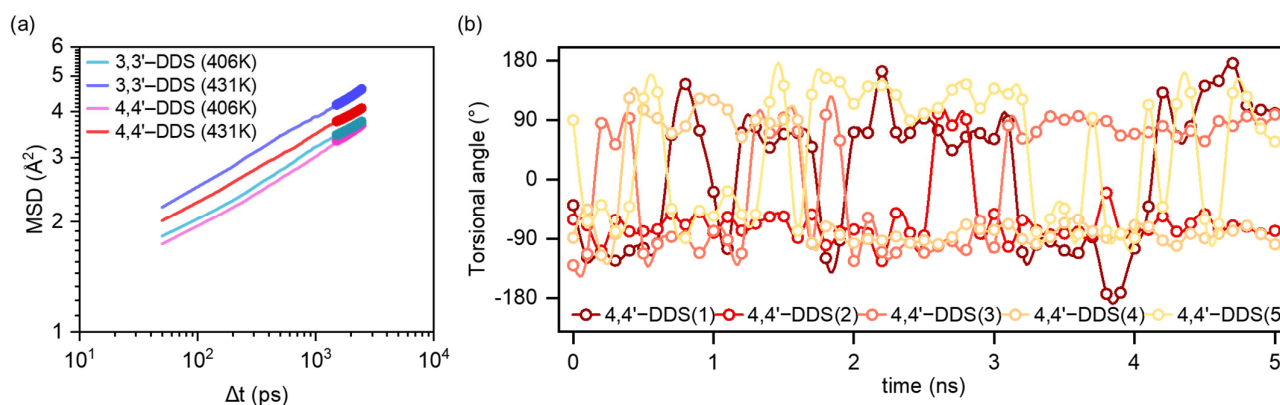 (a)
6
5
4
3
2
1
MSD (Å²)
3,3'–DDS (406K)
3,3'–DDS (431K)
4,4'–DDS (406K)
4,4'–DDS (431K)
10¹
10²
10³
10⁴
Δt (ps)
(b)
180
90
0
-90
-180
Torsional angle (°)
4,4'–DDS(1) 4,4'–DDS(2) 4,4'–DDS(3) 4,4'–DDS(4) 4,4'–DDS(5
0 1 2 3 4 5
time (ns)